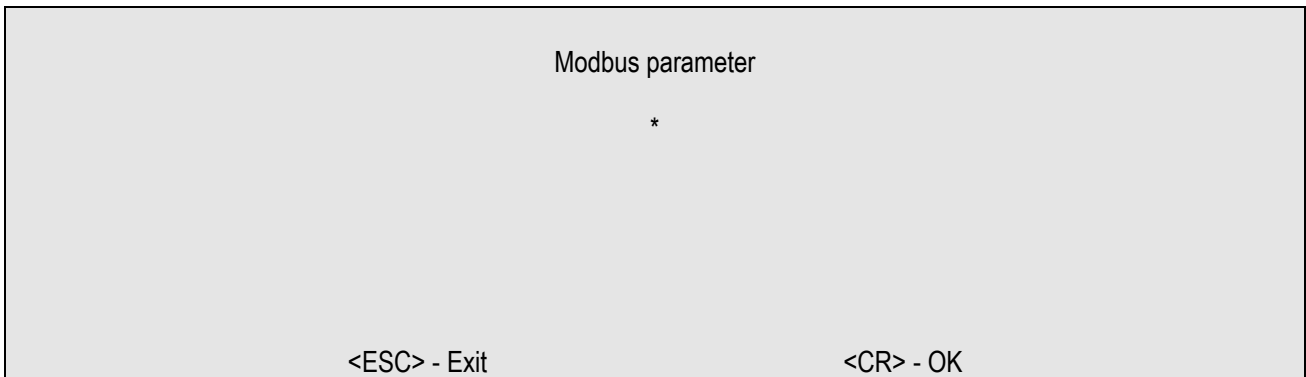 Modbus parameter
*
<ESC> - Exit <CR> - OK